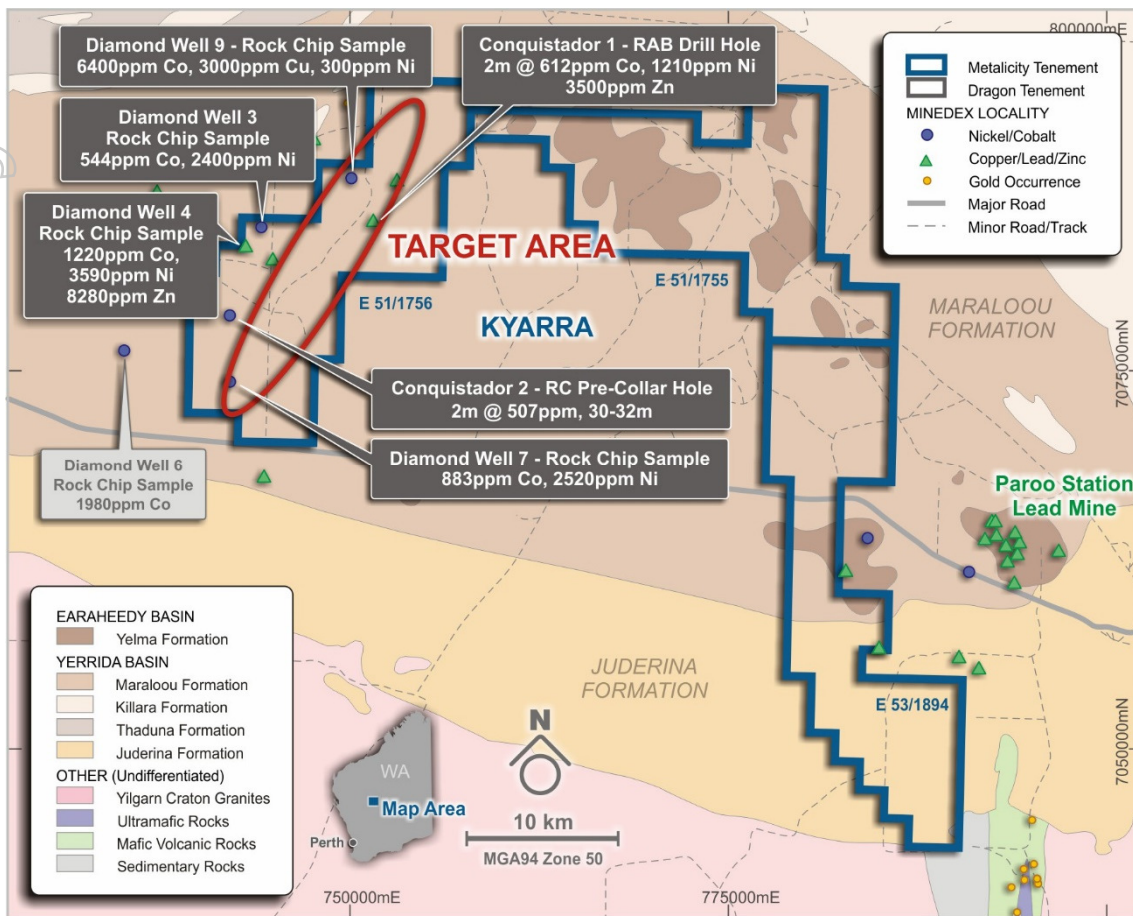 800000mE
Diamond Well 9 - Rock Chip Sample
6400ppm Co, 3000ppm Cu, 300ppm Ni
Conquistador 1 - RAB Drill Hole
2m @ 612ppm Co, 1210ppm Ni
3500ppm Zn
Diamond Well 3
Rock Chip Sample
544ppm Co, 2400ppm Ni
Diamond Well 4
Rock Chip Sample
1220ppm Co,
3590ppm Ni
8280ppm Zn
Metalicity Tenement
Dragon Tenement
MINEDEX LOCALITY
Nickel/Cobalt
Copper/Lead/Zinc
Gold Occurrence
Major Road
Minor Road/Track
TARGET AREA
E 51/1756
E 51/1755
KYARRA
MARALOOU
FORMATION
7075000mN
Conquistador 2 - RC Pre-Collar Hole
2m @ 507ppm, 30-32m
Diamond Well 7 - Rock Chip Sample
883ppm Co, 2520ppm Ni
Diamond Well 6
Rock Chip Sample
1980ppm Co
Paroo Station
Lead Mine
EARAHEEDY BASIN
Yelma Formation
YERRIDA BASIN
Maraloou Formation
Killara Formation
Thaduna Formation
Juderina Formation
OTHER (Undifferentiated)
Yilgarn Craton Granites
Ultramafic Rocks
Mafic Volcanic Rocks
Sedimentary Rocks
JUDERINA
FORMATION
E 53/1894
WA
Map Area
Perth
N
10 km
MGA94 Zone 50
7050000mN
750000mE
775000mE